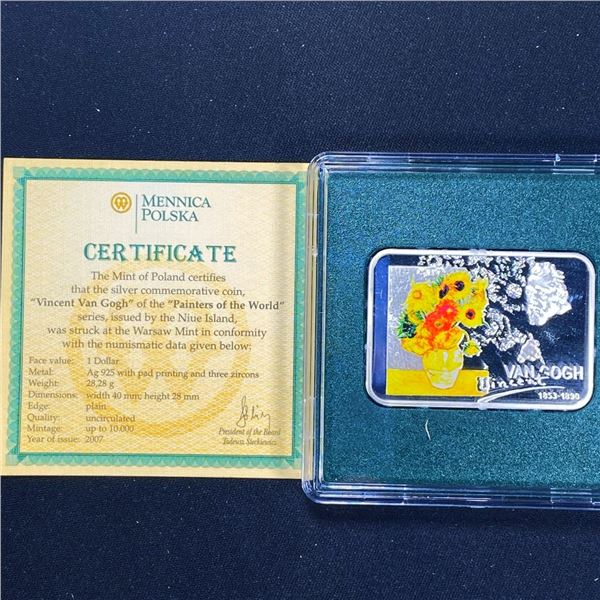 MENNICA
POLSKA
CERTIFICATE
The Mint of Poland certifies
that the silver commemorative coin,
"Vincent Van Gogh" of the "Painters of the World"
series, issued by the Niue Island,
was struck at the Warsaw Mint in conformity
with the numismatic data given below:
Face value: 1 Dollar
Metal: Ag 925 with pad printing and three zircons
Weight: 28,28 g
Dimensions: width 40 mm; height 28 mm
Edge: plain
Quality: uncirculated
Mintage: up to 10.000
Year of issue: 2007
President of the Board
Tadeusz Steckiewicz
VAN GOGH
Vincent
1853-1890